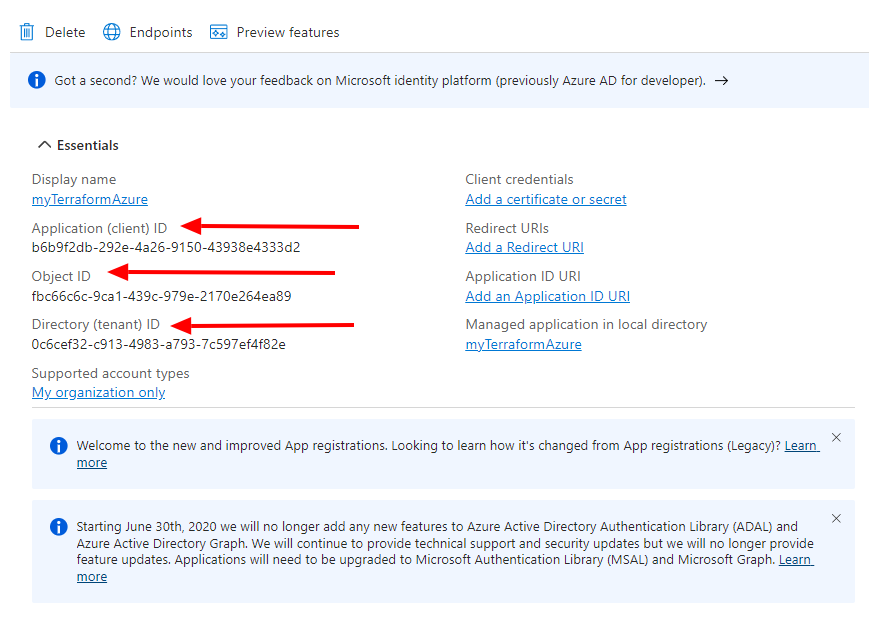 Delete Endpoints Preview features
Got a second? We would love your feedback on Microsoft identity platform (previously Azure AD for developer).
Essentials
Display name
myTerraformAzure
Application (client) ID
b6b9f2db-292e-4a26-9150-43938e4333d2
Object ID
fbc66c6c-9ca1-439c-979e-2170e264ea89
Directory (tenant) ID
0c6cef32-c913-4983-a793-7c597ef4f82e
Supported account types
My organization only
Client credentials
Add a certificate or secret
Redirect URIs
Add a Redirect URI
Application ID URI
Add an Application ID URI
Managed application in local directory
myTerraformAzure
Welcome to the new and improved App registrations. Looking to learn how it's changed from App registrations (Legacy)? Learn
more
Starting June 30th, 2020 we will no longer add any new features to Azure Active Directory Authentication Library (ADAL) and
Azure Active Directory Graph. We will continue to provide technical support and security updates but we will no longer provide
feature updates. Applications will need to be upgraded to Microsoft Authentication Library (MSAL) and Microsoft Graph. Learn
more